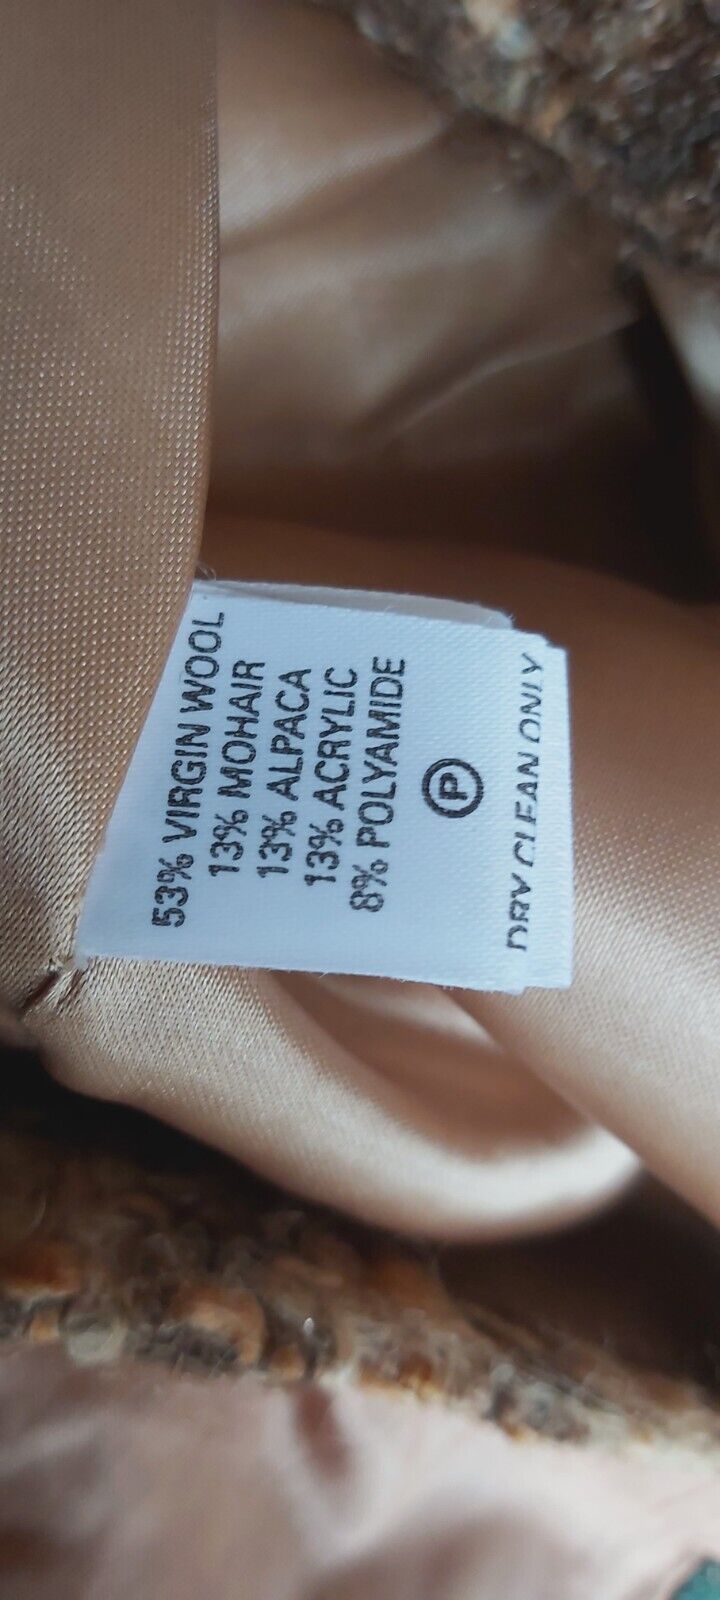 53% VIRGIN WOOL
13% MOHAIR
13% ALPACA
13% ACRYLIC
8% POLYAMIDE
P
DRY CLEAN ONLY